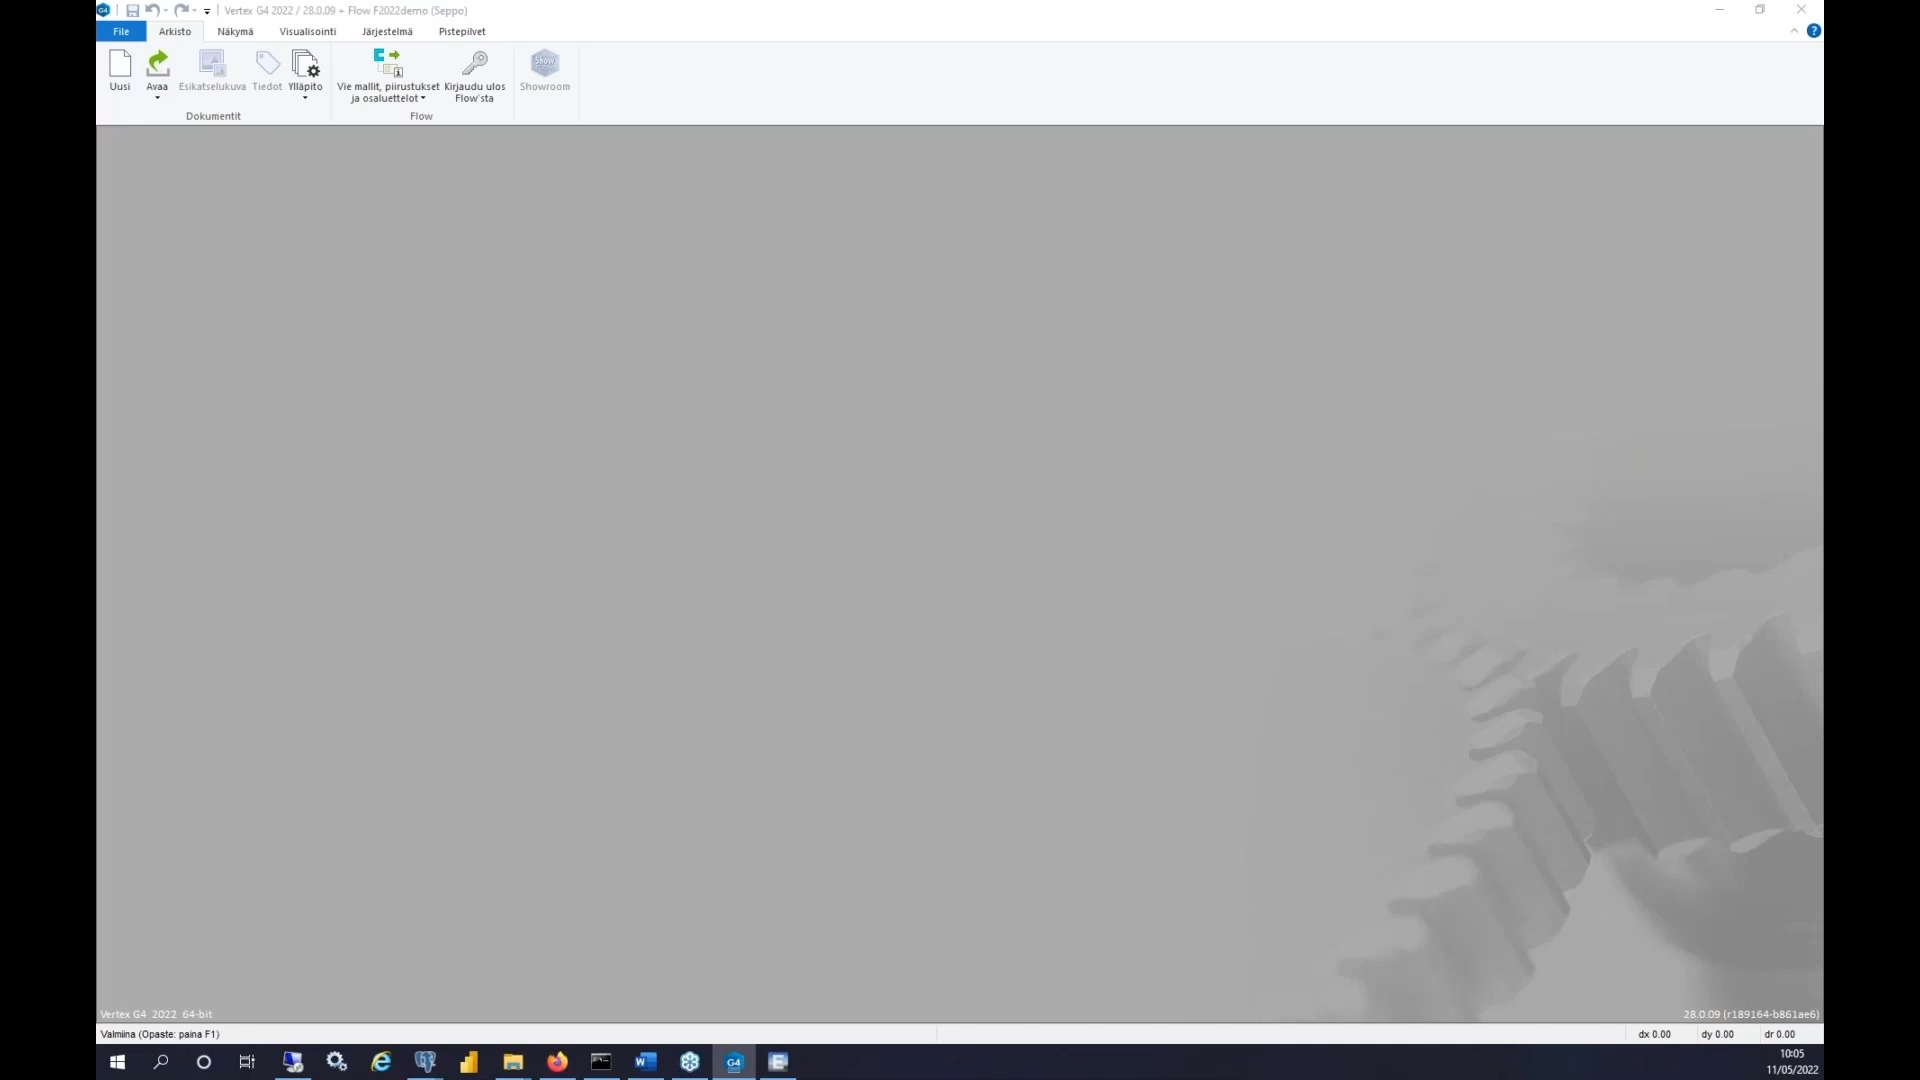 Vertex G4 2022 / 28.0.09 + Flow F2022demo (Seppo)
File Arkisto Näkymä Visualisointi Järjestelmä Pistepilvet
Uusi Avaa Esikatselukuva Tiedot Ylläpito Vie mallit, piirustukset Kirjaudu ulos Showroom
ja osaluettelot Flow'sta
Dokumentit Flow
Vertex G4 2022 64-bit 28.0.09 (r189164-b861ae6)
Valmiina (Opaste: paina F1) dx 0.00 dy 0.00 dr 0.00
10:05
11/05/2022